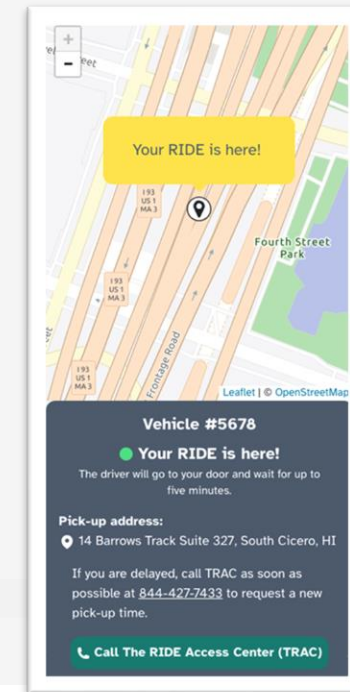 +
-
eet
Your RIDE is here!
I 93
US 1
MA 3
Fourth Street
Park
I 93
US 1
MA 3
I 93
US 1
MA 3
Frontage Road
Leaflet | © OpenStreetMap
Vehicle #5678
Your RIDE is here!
The driver will go to your door and wait for up to
five minutes.
Pick-up address:
14 Barrows Track Suite 327, South Cicero, HI
If you are delayed, call TRAC as soon as
possible at 844-427-7433 to request a new
pick-up time.
Call The RIDE Access Center (TRAC)